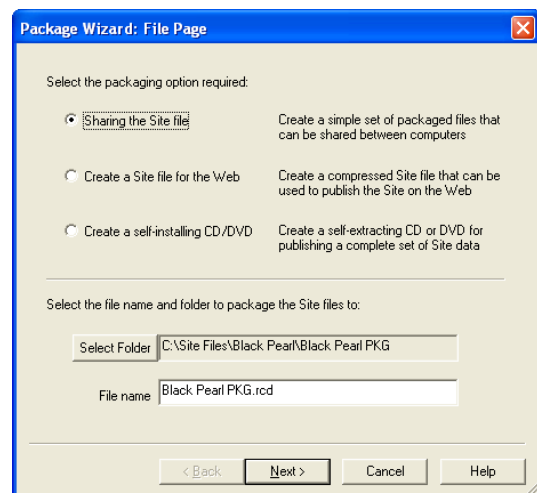 Package Wizard: File Page
Select the packaging option required:
Sharing the Site file
Create a simple set of packaged files that
can be shared between computers
Create a Site file for the Web
Create a compressed Site file that can be
used to publish the Site on the Web
Create a self-installing CD/DVD
Create a self-extracting CD or DVD for
publishing a complete set of Site data
Select the file name and folder to package the Site files to:
Select Folder C:\Site Files\Black Pearl\Black Pearl PKG
File name Black Pearl PKG.rcd
< Back Next > Cancel Help